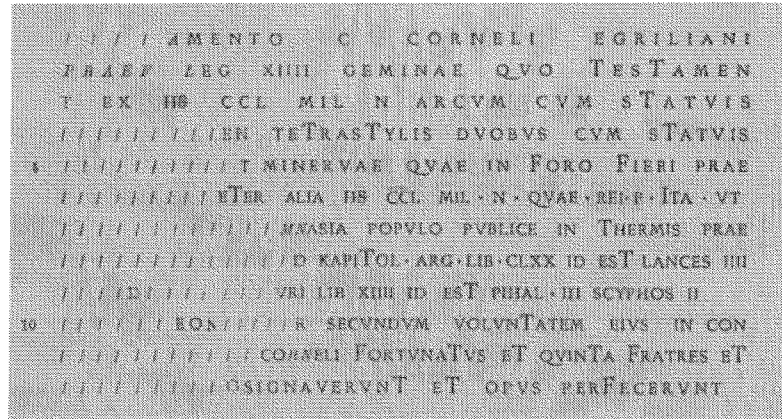 / / / / / AMENTO C CORNELI EGRILIANI
PRAEF LEG XIIII GEMINAE QVO TESTAMEN
T EX HS CCL MIL N ARCVM CVM STATVIS
/ / / / / / / / / / EN TETRASTYLIS DVOBVS CVM STATVIS
5 / / / / / / / / / / / T MINERVAE QVAE IN FORO FIERI PRAE
/ / / / / / / / / / ETER ALIA HS CCL MIL · N · QVAE · REI · P · ITA · VT
/ / / / / / / / / / / / / / MNASIA POPVLO PVBLICE IN THERMIS PRAE
/ / / / / / / / / / / / / / / D KAPITOL · ARG · LIB · CLXX ID EST LANCES IIII
/ / / / D / / / / / / / / / VRI LIB XIIII ID EST PHIAL · III SCYPHOS II
10 / / / / / / / EOR / / / / / R SECVNDVM VOLVNTATEM EIVS IN CON
/ / / / / / / / / / / / CORNELI FORTVNATVS ET QVINTA FRATRES ET
/ / / / / / / / / / OSIGNAVERVNT ET OPVS PERFECERVNT